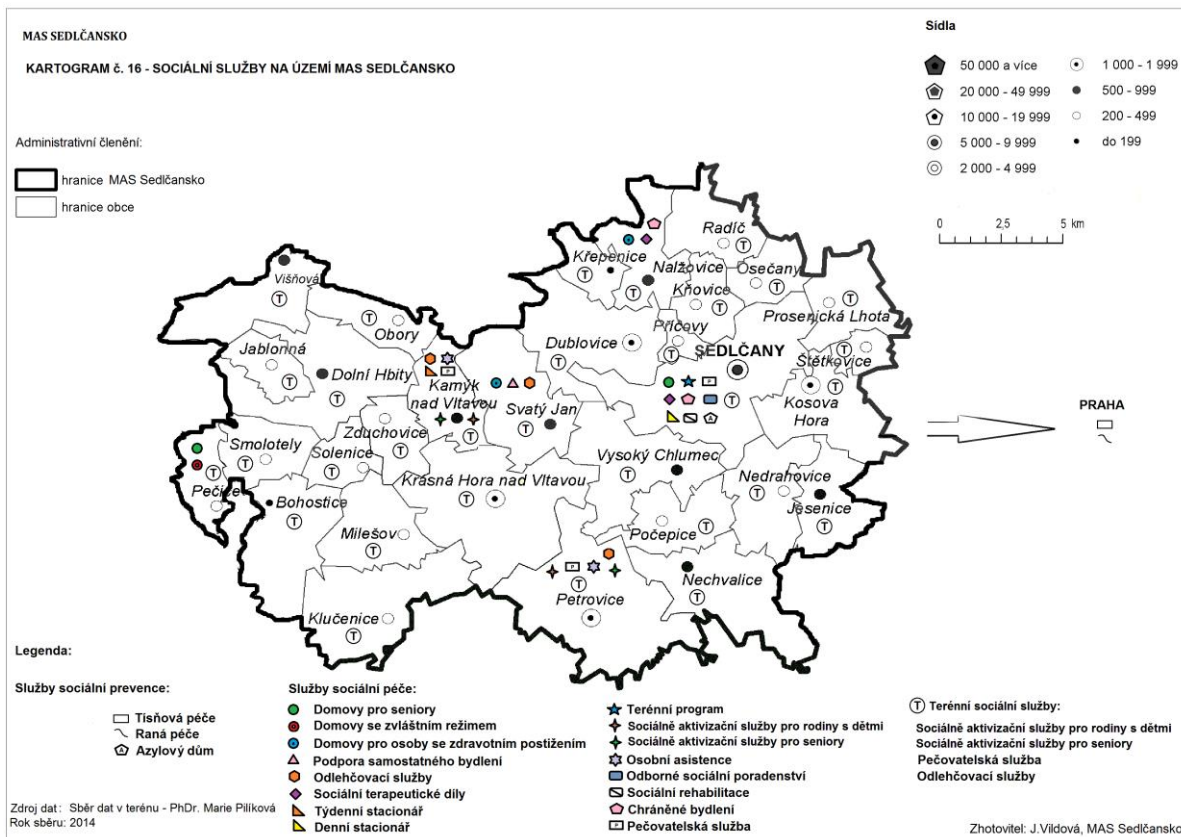 MAS SEDLČANSKO
KARTOGRAM č. 16 - SOCIÁLNÍ SLUŽBY NA ÚZEMÍ MAS SEDLČANSKO
Administrativní členění:
hranice MAS Sedlčansko
hranice obce
Sídla
50 000 a více
20 000 - 49 999
10 000 - 19 999
5 000 - 9 999
2 000 - 4 999
1 000 - 1 999
500 - 999
200 - 499
do 199
0 2,5 5 km
Radíč
Křepenice
Nalžovice
Osečany
Kňovice
Višňová
Prosenická Lhota
Obory
Příčovy
Dublovice
SEDLČANY
Štětkovice
Jablonná
Dolní Hbity
Kamýk
nad Vltavou
Svatý Jan
Kosova
Hora
PRAHA
Zduchovice
Smolotely
Solenice
Vysoký Chlumec
Krásná Hora nad Vltavou
Nedrahovice
Pečice
Bohostice
Jesenice
Milešov
Počepice
Nechvalice
Petrovice
Klučenice
Legenda:
Služby sociální prevence:
Tisňová péče
Raná péče
Azylový dům
Služby sociální péče:
Domovy pro seniory
Domovy se zvláštním režimem
Domovy pro osoby se zdravotním postižením
Podpora samostatného bydlení
Odlehčovací služby
Sociální terapeutické díly
Týdenní stacionář
Denní stacionář
Terénní program
Sociálně aktivizační služby pro rodiny s dětmi
Sociálně aktivizační služby pro seniory
Osobní asistence
Odborné sociální poradenství
Sociální rehabilitace
Chráněné bydlení
P Pečovatelská služba
T Terénní sociální služby:
Sociálně aktivizační služby pro rodiny s dětmi
Sociálně aktivizační služby pro seniory
Pečovatelská služba
Odlehčovací služby
Zdroj dat: Sběr dat v terénu - PhDr. Marie Pilíková
Rok sběru: 2014
Zhotovitel: J.Vildová, MAS Sedlčansko